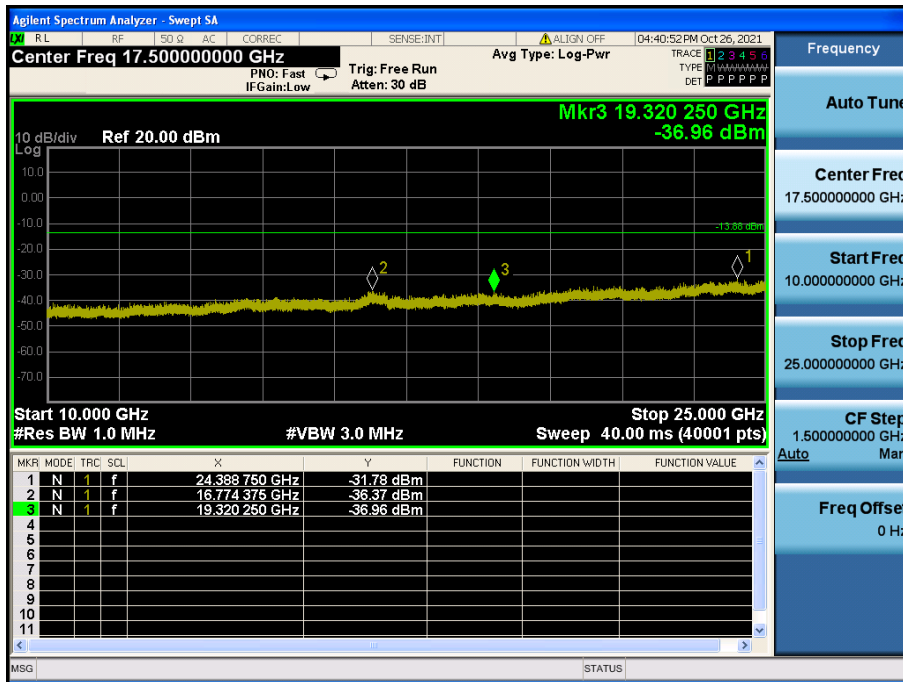 Agilent Spectrum Analyzer - Swept SA
LXI RL RF 50 Ω AC CORREC SENSE:INT ALIGN OFF 04:40:52 PM Oct 26, 2021
Center Freq 17.500000000 GHz
PNO: Fast
IFGain:Low
Trig: Free Run
Atten: 30 dB
Avg Type: Log-Pwr
TRACE 1 2 3 4 5 6
TYPE M
DET P P P P P P
Mkr3 19.320 250 GHz
-36.96 dBm
10 dB/div Ref 20.00 dBm
Log
10.0
0.00
-10.0
-13.86 dBm
-20.0
-30.0
-40.0
-50.0
-60.0
-70.0
2
3
1
Start 10.000 GHz Stop 25.000 GHz
#Res BW 1.0 MHz #VBW 3.0 MHz Sweep 40.00 ms (40001 pts)
MKR MODE TRC SCL X Y FUNCTION FUNCTION WIDTH FUNCTION VALUE
1 N 1 f 24.388 750 GHz -31.78 dBm
2 N 1 f 16.774 375 GHz -36.37 dBm
3 N 1 f 19.320 250 GHz -36.96 dBm
4
5
6
7
8
9
10
11
MSG STATUS
Frequency
Auto Tune
Center Freq
17.500000000 GHz
Start Freq
10.000000000 GHz
Stop Freq
25.000000000 GHz
CF Step
1.500000000 GHz
Auto Man
Freq Offset
0 Hz